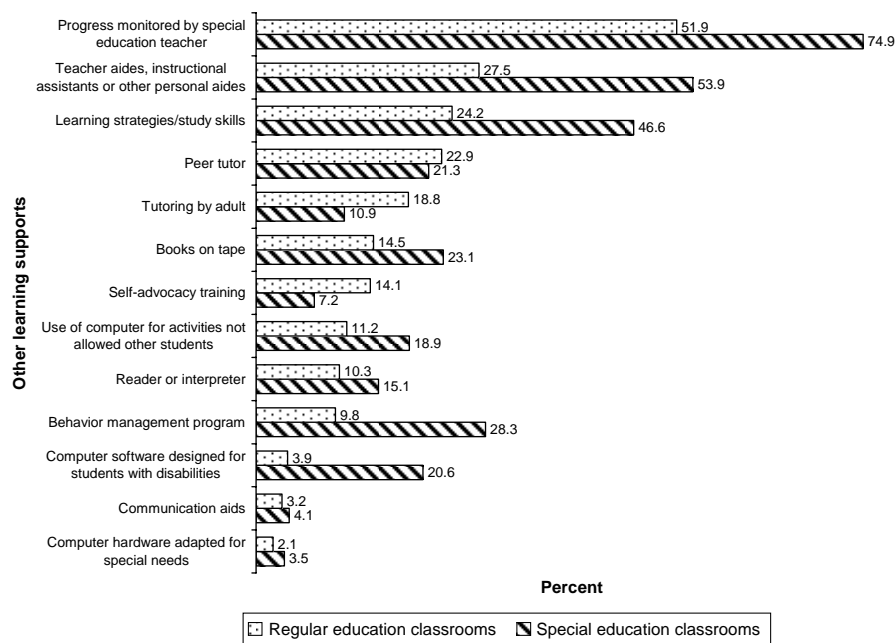 Progress monitored by special
education teacher
51.9
74.9
Teacher aides, instructional
assistants or other personal aides
27.5
53.9
Learning strategies/study skills
24.2
46.6
Peer tutor
22.9
21.3
Tutoring by adult
18.8
10.9
Books on tape
14.5
23.1
Self-advocacy training
14.1
7.2
Use of computer for activities not
allowed other students
11.2
18.9
Reader or interpreter
10.3
15.1
Behavior management program
9.8
28.3
Computer software designed for
students with disabilities
3.9
20.6
Communication aids
3.2
4.1
Computer hardware adapted for
special needs
2.1
3.5
Other learning supports
Percent
Regular education classrooms
Special education classrooms